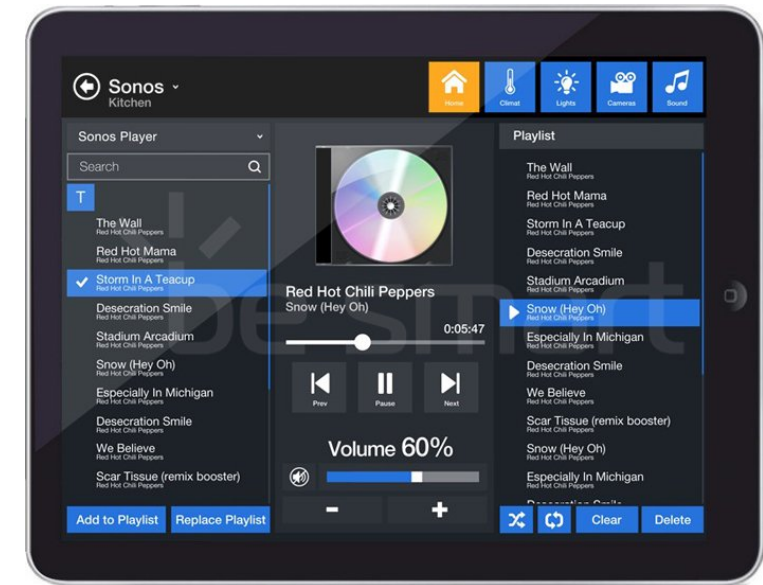 Sonos
Kitchen
Home
Climat
Lights
Cameras
Sound
Sonos Player
Search
T
The Wall
Red Hot Chili Peppers
Red Hot Mama
Red Hot Chili Peppers
Storm In A Teacup
Red Hot Chili Peppers
Desecration Smile
Red Hot Chili Peppers
Stadium Arcadium
Red Hot Chili Peppers
Snow (Hey Oh)
Red Hot Chili Peppers
Especially In Michigan
Red Hot Chili Peppers
Desecration Smile
Red Hot Chili Peppers
We Believe
Red Hot Chili Peppers
Scar Tissue (remix booster)
Red Hot Chili Peppers
Add to Playlist
Replace Playlist
Red Hot Chili Peppers
Snow (Hey Oh)
0:05:47
Prev
Pause
Next
Volume 60%
Playlist
The Wall
Red Hot Chili Peppers
Red Hot Mama
Red Hot Chili Peppers
Storm In A Teacup
Red Hot Chili Peppers
Desecration Smile
Red Hot Chili Peppers
Stadium Arcadium
Red Hot Chili Peppers
Snow (Hey Oh)
Red Hot Chili Peppers
Especially In Michigan
Red Hot Chili Peppers
Desecration Smile
Red Hot Chili Peppers
We Believe
Red Hot Chili Peppers
Scar Tissue (remix booster)
Red Hot Chili Peppers
Snow (Hey Oh)
Red Hot Chili Peppers
Especially In Michigan
Red Hot Chili Peppers
Desecration Smile
Clear
Delete
be smart